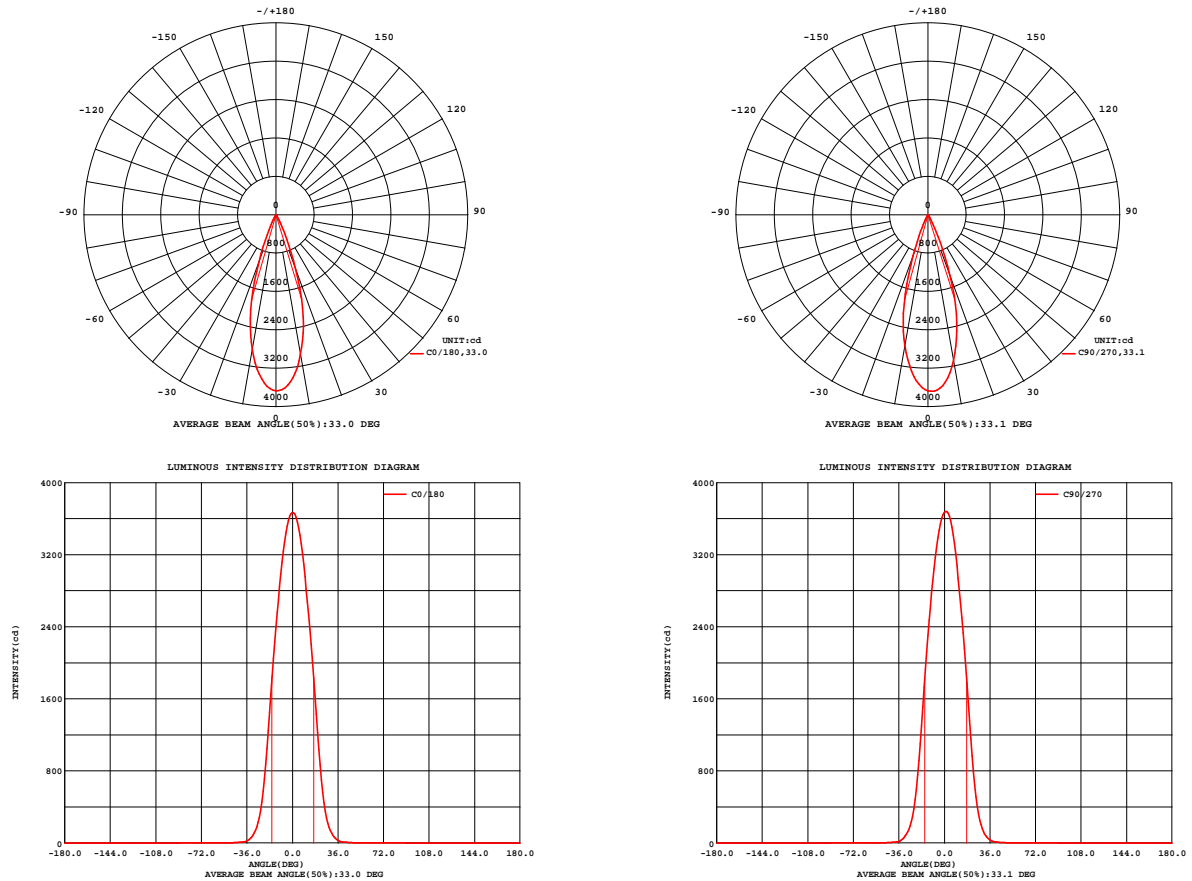 -/+180
-150 150
-120 120
-90 90
-60 60
-30 30
0
0
800
1600
2400
3200
4000
UNIT:cd
C0/180,33.0
AVERAGE BEAM ANGLE(50%):33.0 DEG
-/+180
-150 150
-120 120
-90 90
-60 60
-30 30
0
0
800
1600
2400
3200
4000
UNIT:cd
C90/270,33.1
AVERAGE BEAM ANGLE(50%):33.1 DEG
LUMINOUS INTENSITY DISTRIBUTION DIAGRAM
C0/180
4000
3200
2400
1600
800
0
INTENSITY(cd)
-180.0 -144.0 -108.0 -72.0 -36.0 0.0 36.0 72.0 108.0 144.0 180.0
ANGLE(DEG)
AVERAGE BEAM ANGLE(50%):33.0 DEG
LUMINOUS INTENSITY DISTRIBUTION DIAGRAM
C90/270
4000
3200
2400
1600
800
0
INTENSITY(cd)
-180.0 -144.0 -108.0 -72.0 -36.0 0.0 36.0 72.0 108.0 144.0 180.0
ANGLE(DEG)
AVERAGE BEAM ANGLE(50%):33.1 DEG